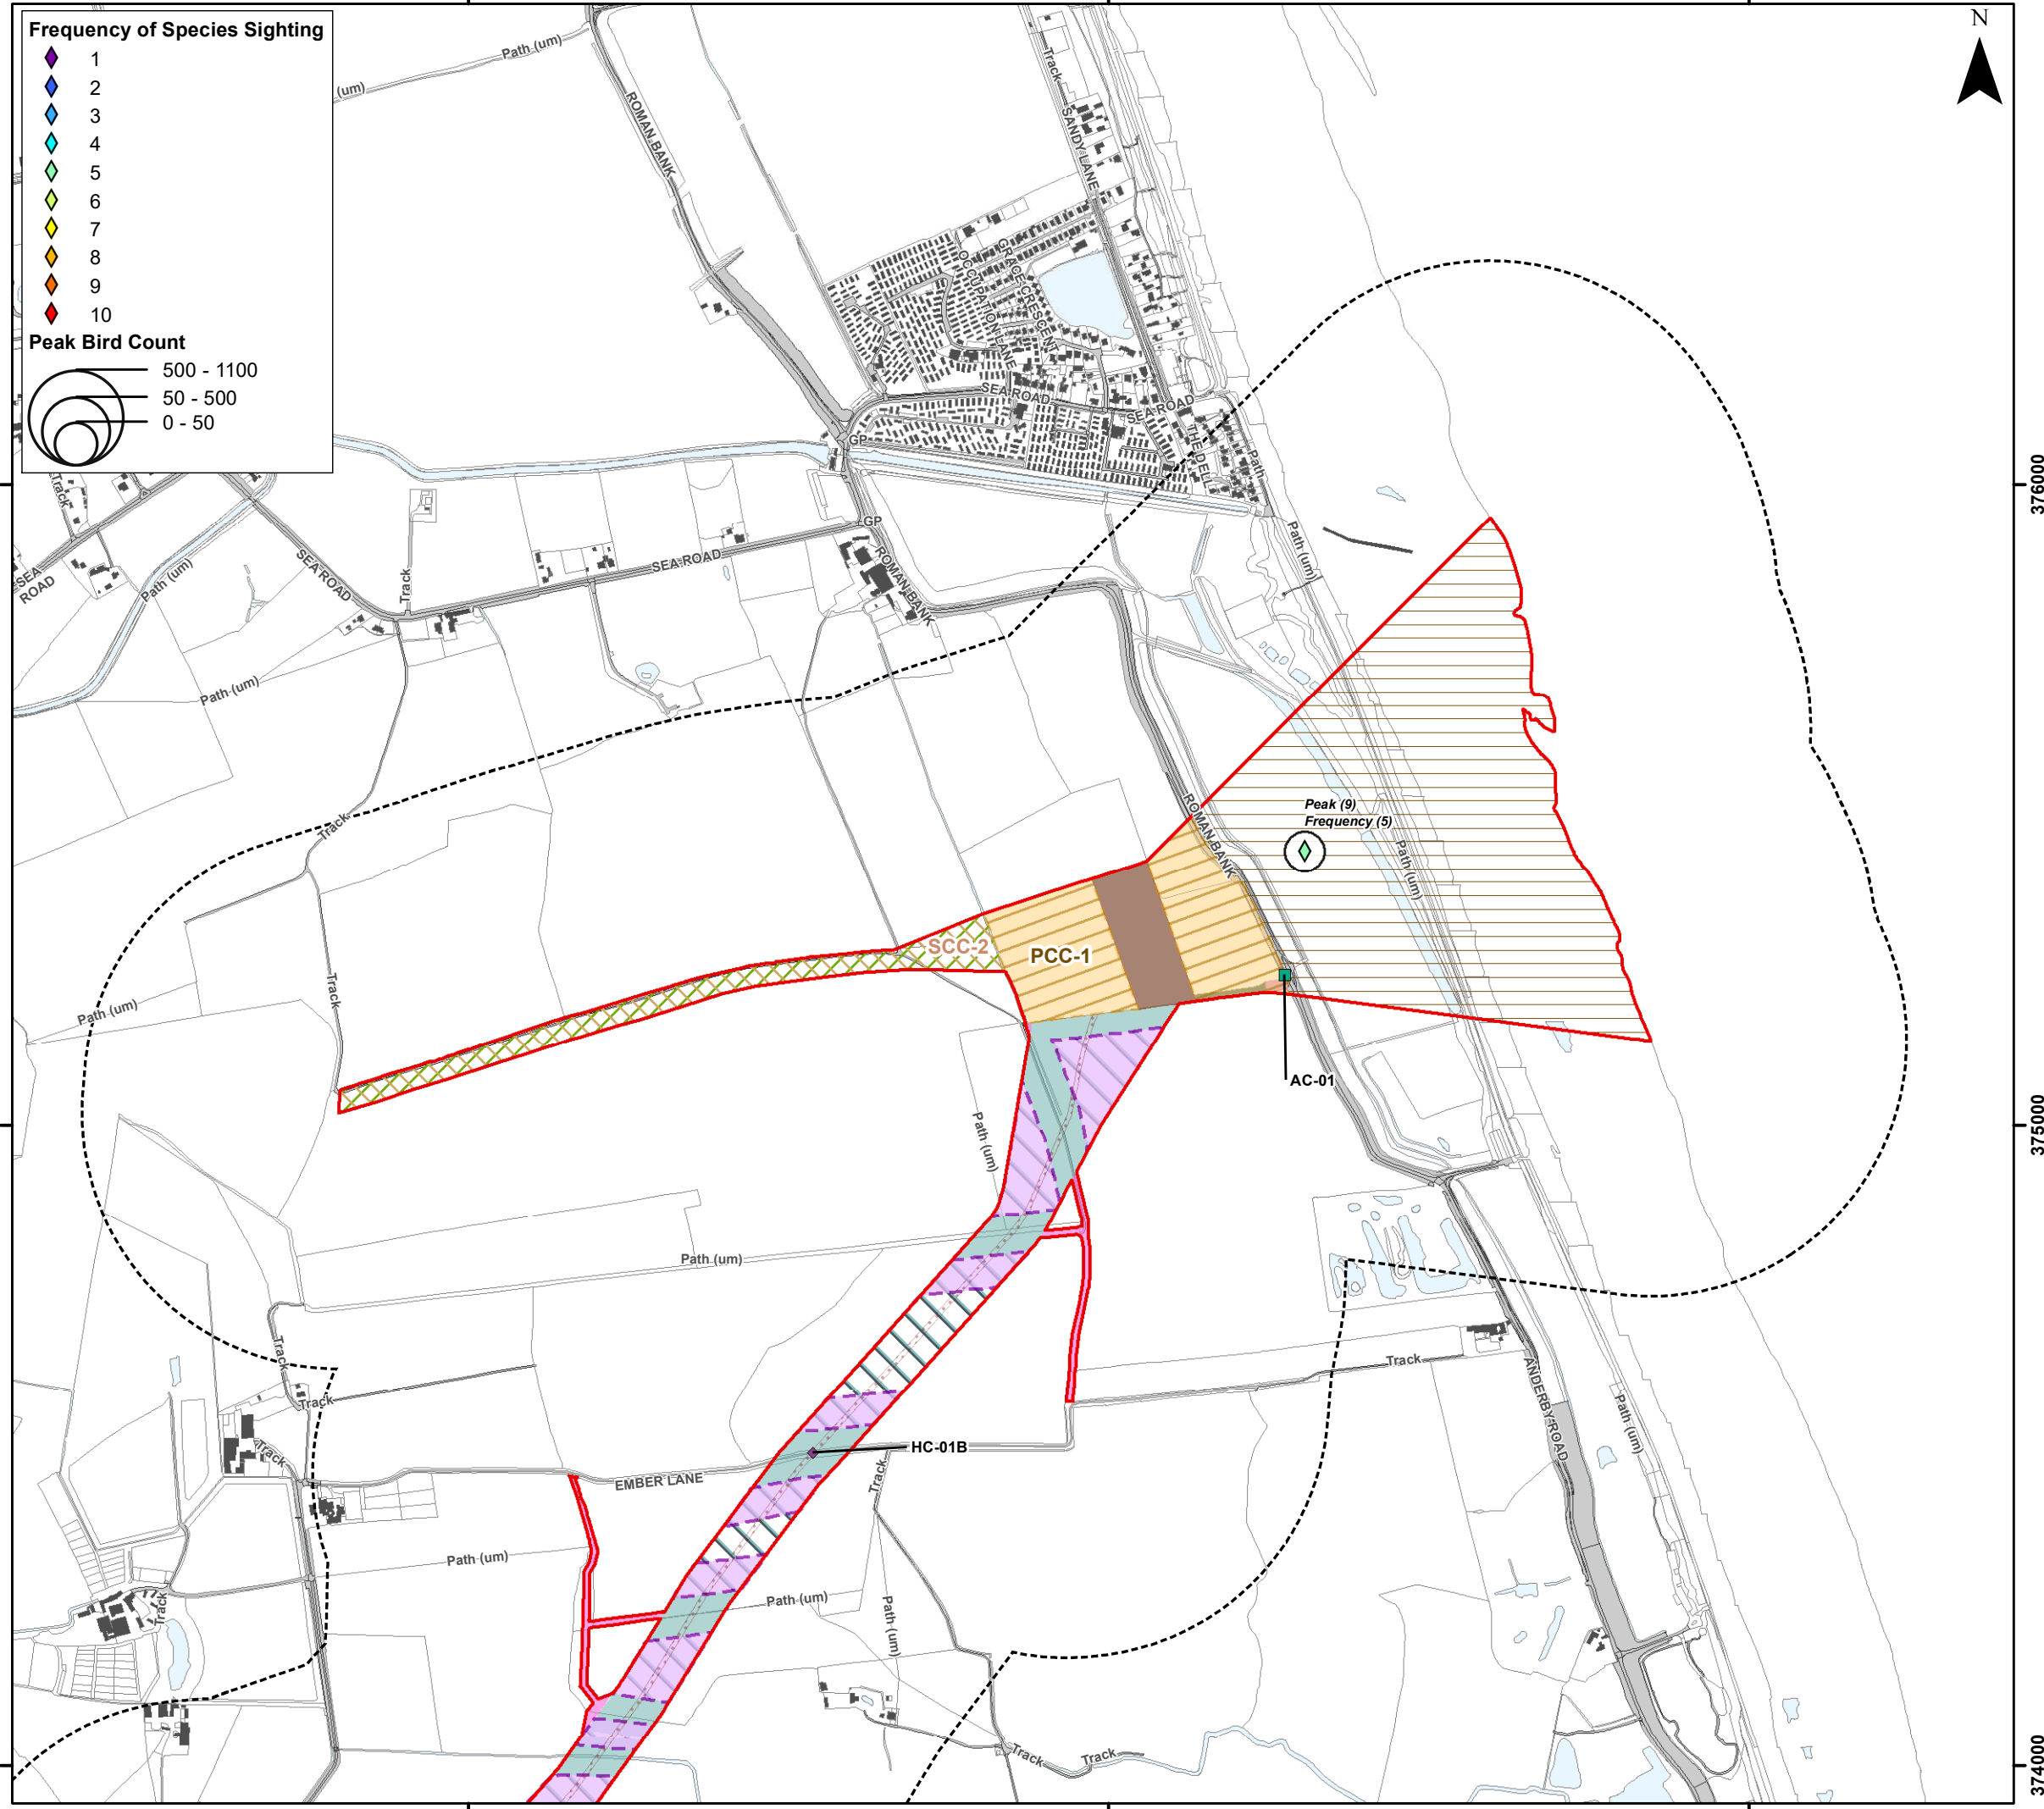 N
Frequency of Species Sighting
1
2
3
4
5
6
7
8
9
10
Peak Bird Count
500 - 1100
50 - 500
0 - 50
Path (um)
(um)
ROMAN BANK
Track
SANDY LANE
GRACE CRESCENT
OCCUPATION LANE
SEA ROAD
SEA ROAD
THE DELL
Path
GP
GP
Track
SEA ROAD
Path (um)
SEA ROAD
Track
SEA ROAD
ROMAN BANK
Path (um)
376000
Path (um)
Track
ROMAN BANK
Peak (9)
Frequency (5)
Path (um)
SCC-2
PCC-1
Track
Path (um)
AC-01
375000
Path (um)
Path (um)
Track
Track
Track
Track
ANDERBY ROAD
Path (um)
HC-01B
EMBER LANE
Track
Path (um)
Track
Path (um)
Path (um)
Track
Track
374000